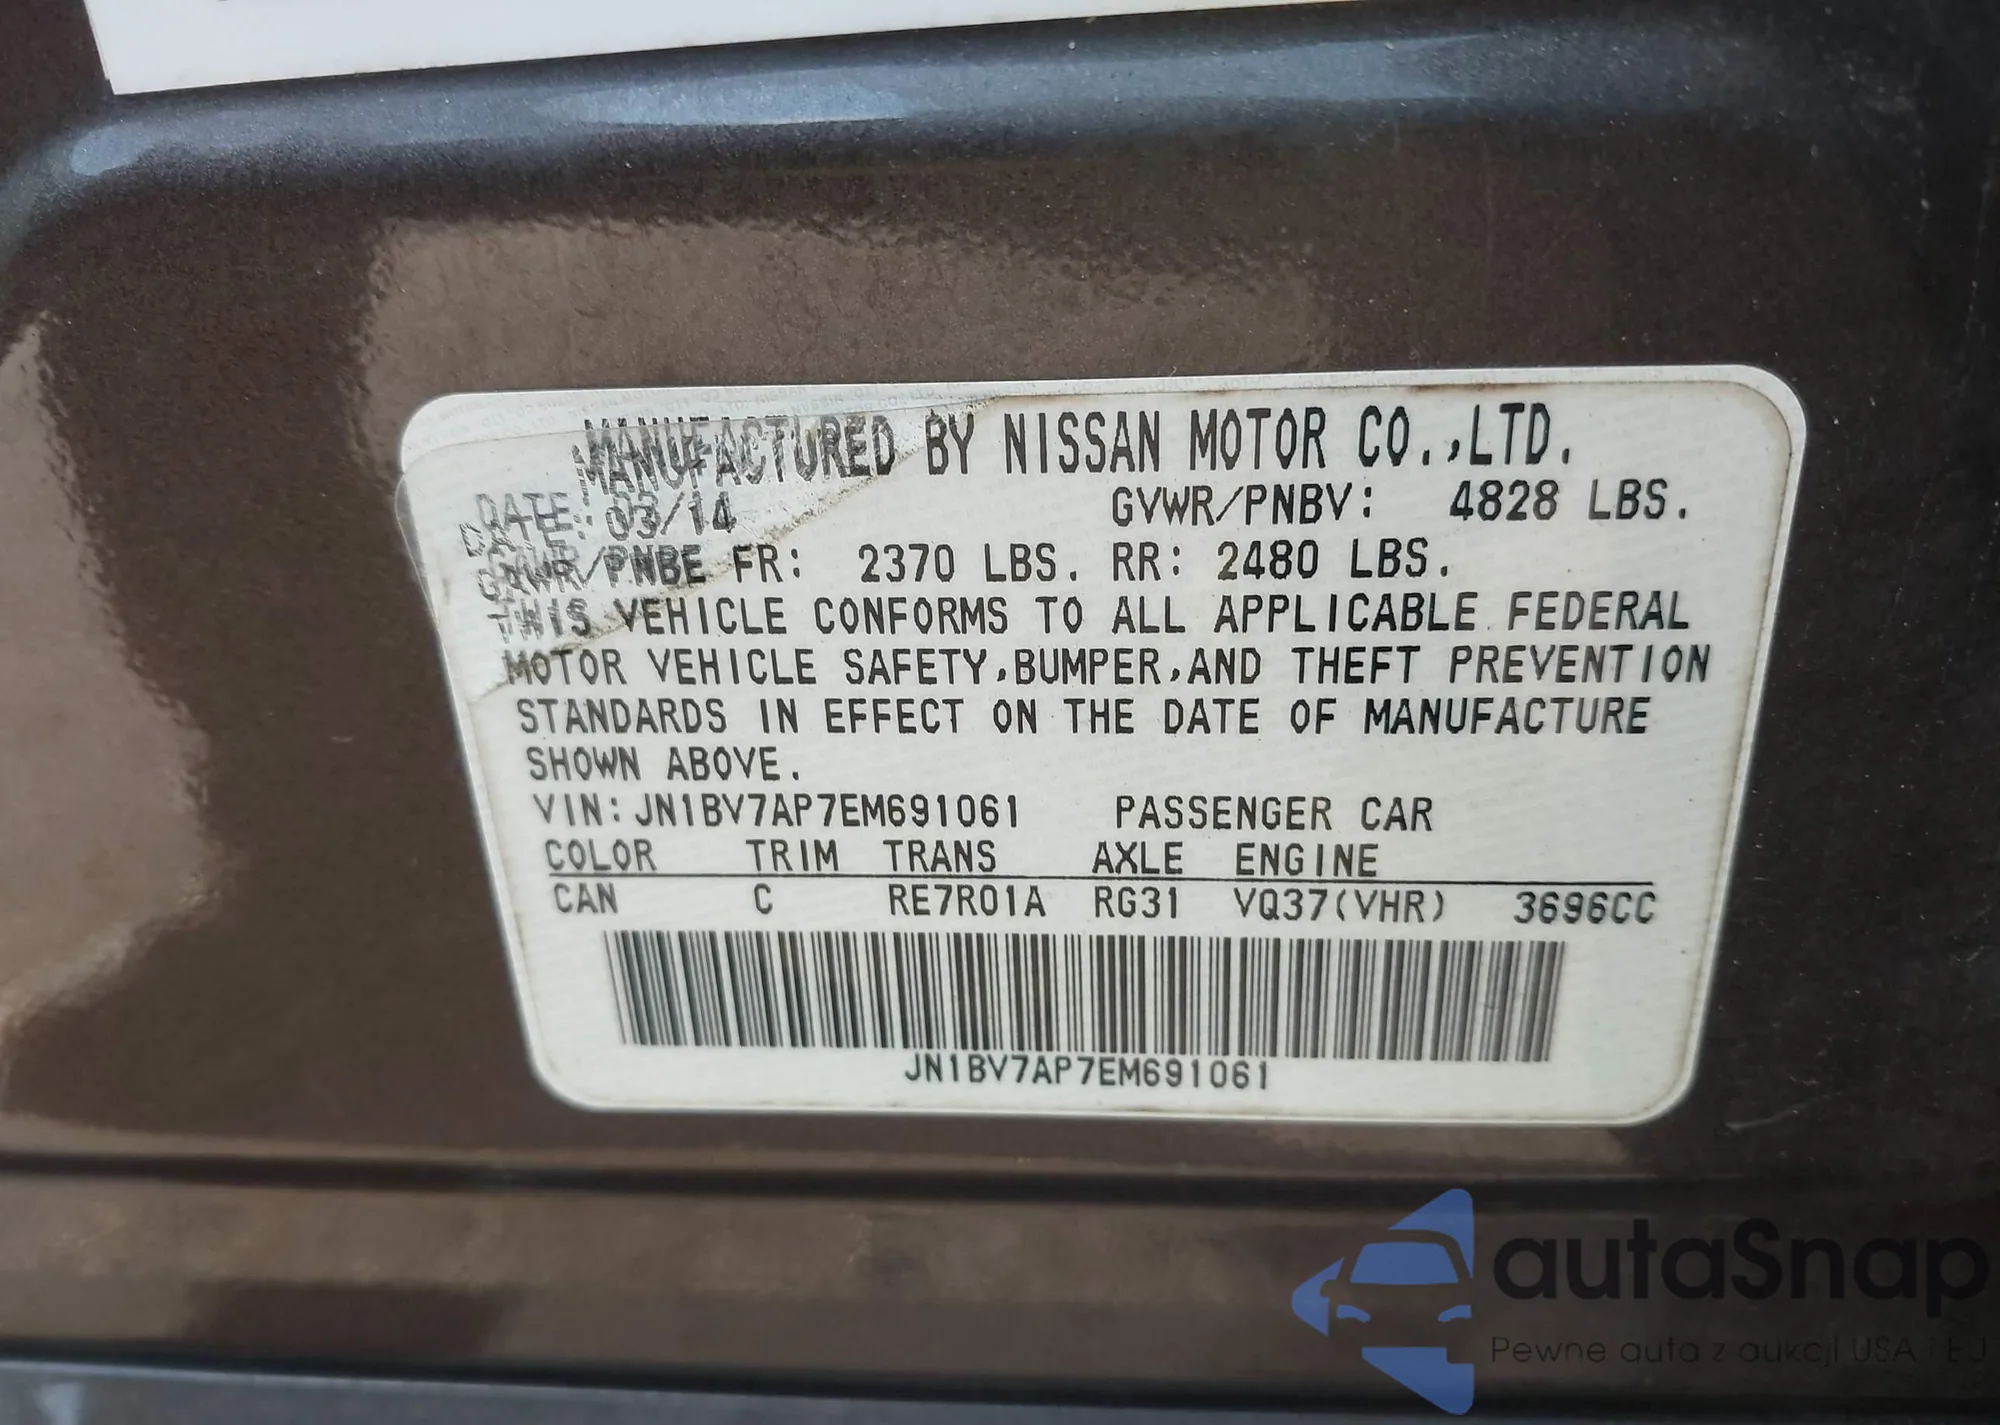 MANUFACTURED BY NISSAN MOTOR CO.,LTD.
DATE: 03/14 GVWR/PNBV: 4828 LBS.
GAWR/PNBE FR: 2370 LBS. RR: 2480 LBS.
THIS VEHICLE CONFORMS TO ALL APPLICABLE FEDERAL
MOTOR VEHICLE SAFETY,BUMPER,AND THEFT PREVENTION
STANDARDS IN EFFECT ON THE DATE OF MANUFACTURE
SHOWN ABOVE.
VIN:JN1BV7AP7EM691061 PASSENGER CAR
COLOR TRIM TRANS AXLE ENGINE
CAN C RE7R01A RG31 VQ37(VHR) 3696CC
JN1BV7AP7EM691061
autaSnap
Pewne auta z aukcji USA i EU